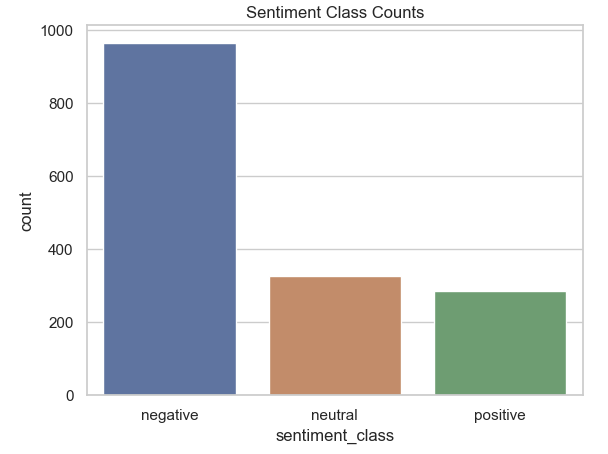 Sentiment Class Counts
1000
800
600
400
200
0
count
negative neutral positive
sentiment_class